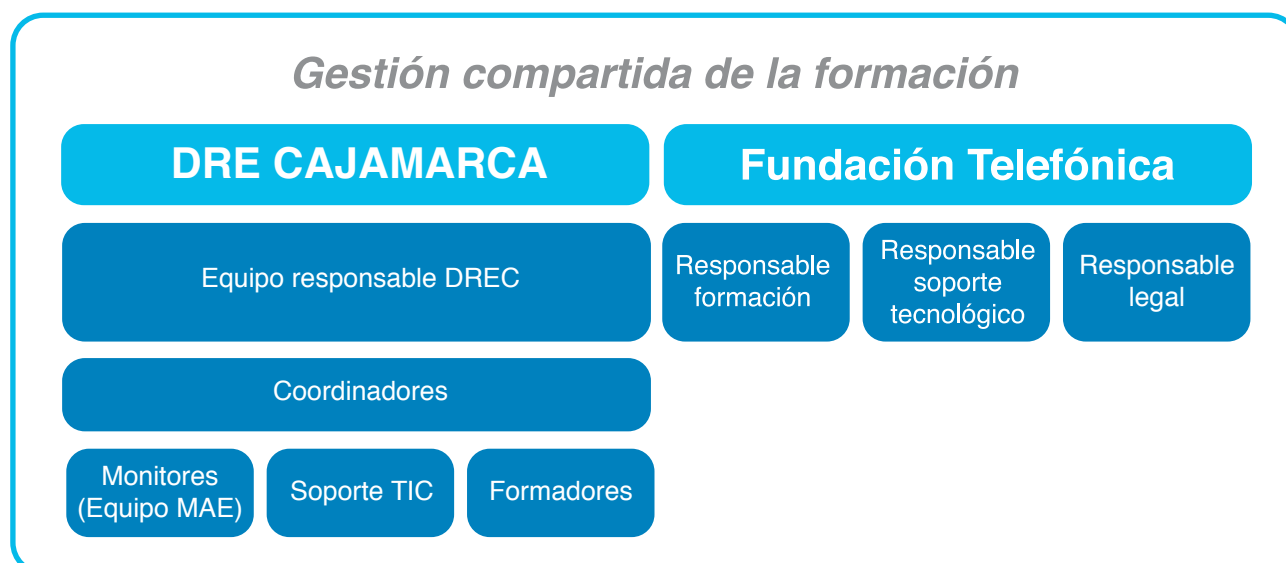 Gestión compartida de la formación
DRE CAJAMARCA
Fundación Telefónica
Equipo responsable DREC
Responsable
formación
Responsable
soporte
tecnológico
Responsable
legal
Coordinadores
Monitores
(Equipo MAE)
Soporte TIC
Formadores